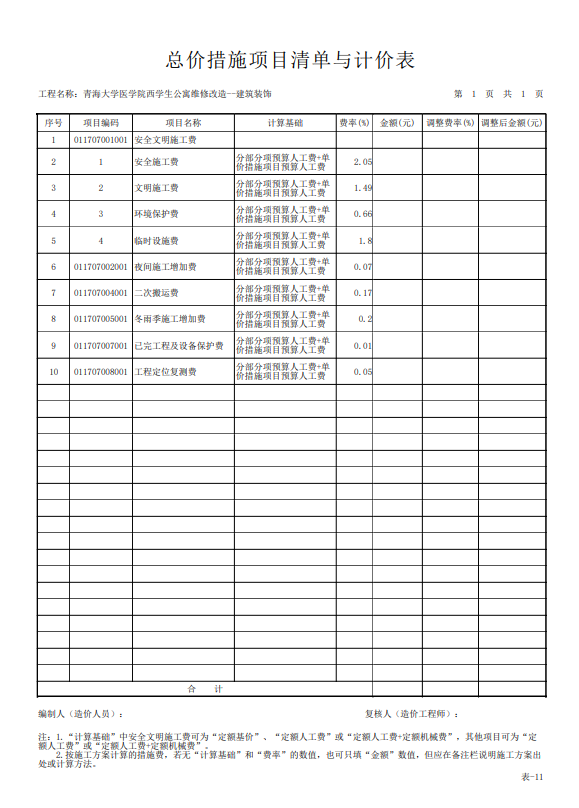 总价措施项目清单与计价表
工程名称：青海大学医学院西学生公寓维修改造--建筑装饰 第 1 页 共 1 页
序号 项目编码 项目名称 计算基础 费率(%) 金额(元) 调整费率(%) 调整后金额(元)
1 011707001001 安全文明施工费
2 1 安全施工费 分部分项预算人工费+单价措施项目预算人工费 2.05
3 2 文明施工费 分部分项预算人工费+单价措施项目预算人工费 1.49
4 3 环境保护费 分部分项预算人工费+单价措施项目预算人工费 0.66
5 4 临时设施费 分部分项预算人工费+单价措施项目预算人工费 1.8
6 011707002001 夜间施工增加费 分部分项预算人工费+单价措施项目预算人工费 0.07
7 011707004001 二次搬运费 分部分项预算人工费+单价措施项目预算人工费 0.17
8 011707005001 冬雨季施工增加费 分部分项预算人工费+单价措施项目预算人工费 0.2
9 011707007001 已完工程及设备保护费 分部分项预算人工费+单价措施项目预算人工费 0.01
10 011707008001 工程定位复测费 分部分项预算人工费+单价措施项目预算人工费 0.05
合 计
编制人（造价人员）： 复核人（造价工程师）：
注：1.“计算基础”中安全文明施工费可为“定额基价”、“定额人工费”或“定额人工费+定额机械费”，其他项目可为“定
额人工费”或“定额人工费+定额机械费”。
2.按施工方案计算的措施费，若无“计算基础”和“费率”的数值，也可只填“金额”数值，但应在备注栏说明施工方案出
处或计算方法。
表-11